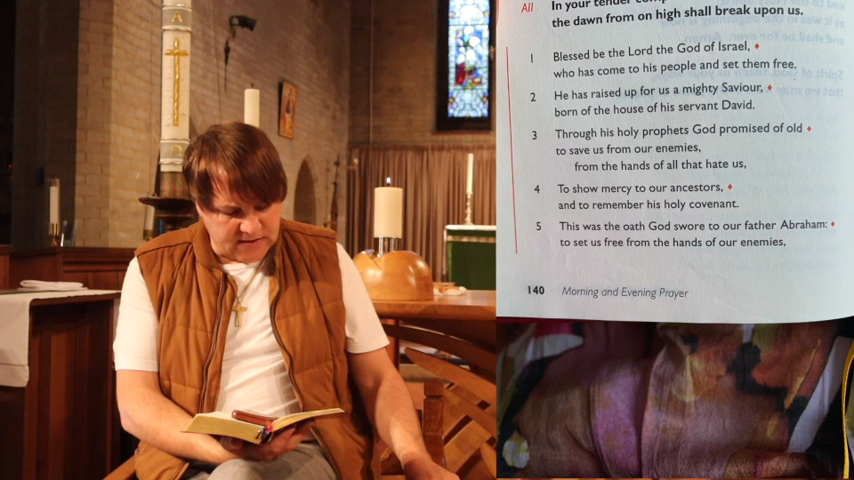 All In your tender
the dawn from on high shall break upon us.
1 Blessed be the Lord the God of Israel, ♦
who has come to his people and set them free.
2 He has raised up for us a mighty Saviour, ♦
born of the house of his servant David.
3 Through his holy prophets God promised of old ♦
to save us from our enemies,
from the hands of all that hate us,
4 To show mercy to our ancestors, ♦
and to remember his holy covenant.
5 This was the oath God swore to our father Abraham: ♦
to set us free from the hands of our enemies,
140 Morning and Evening Prayer